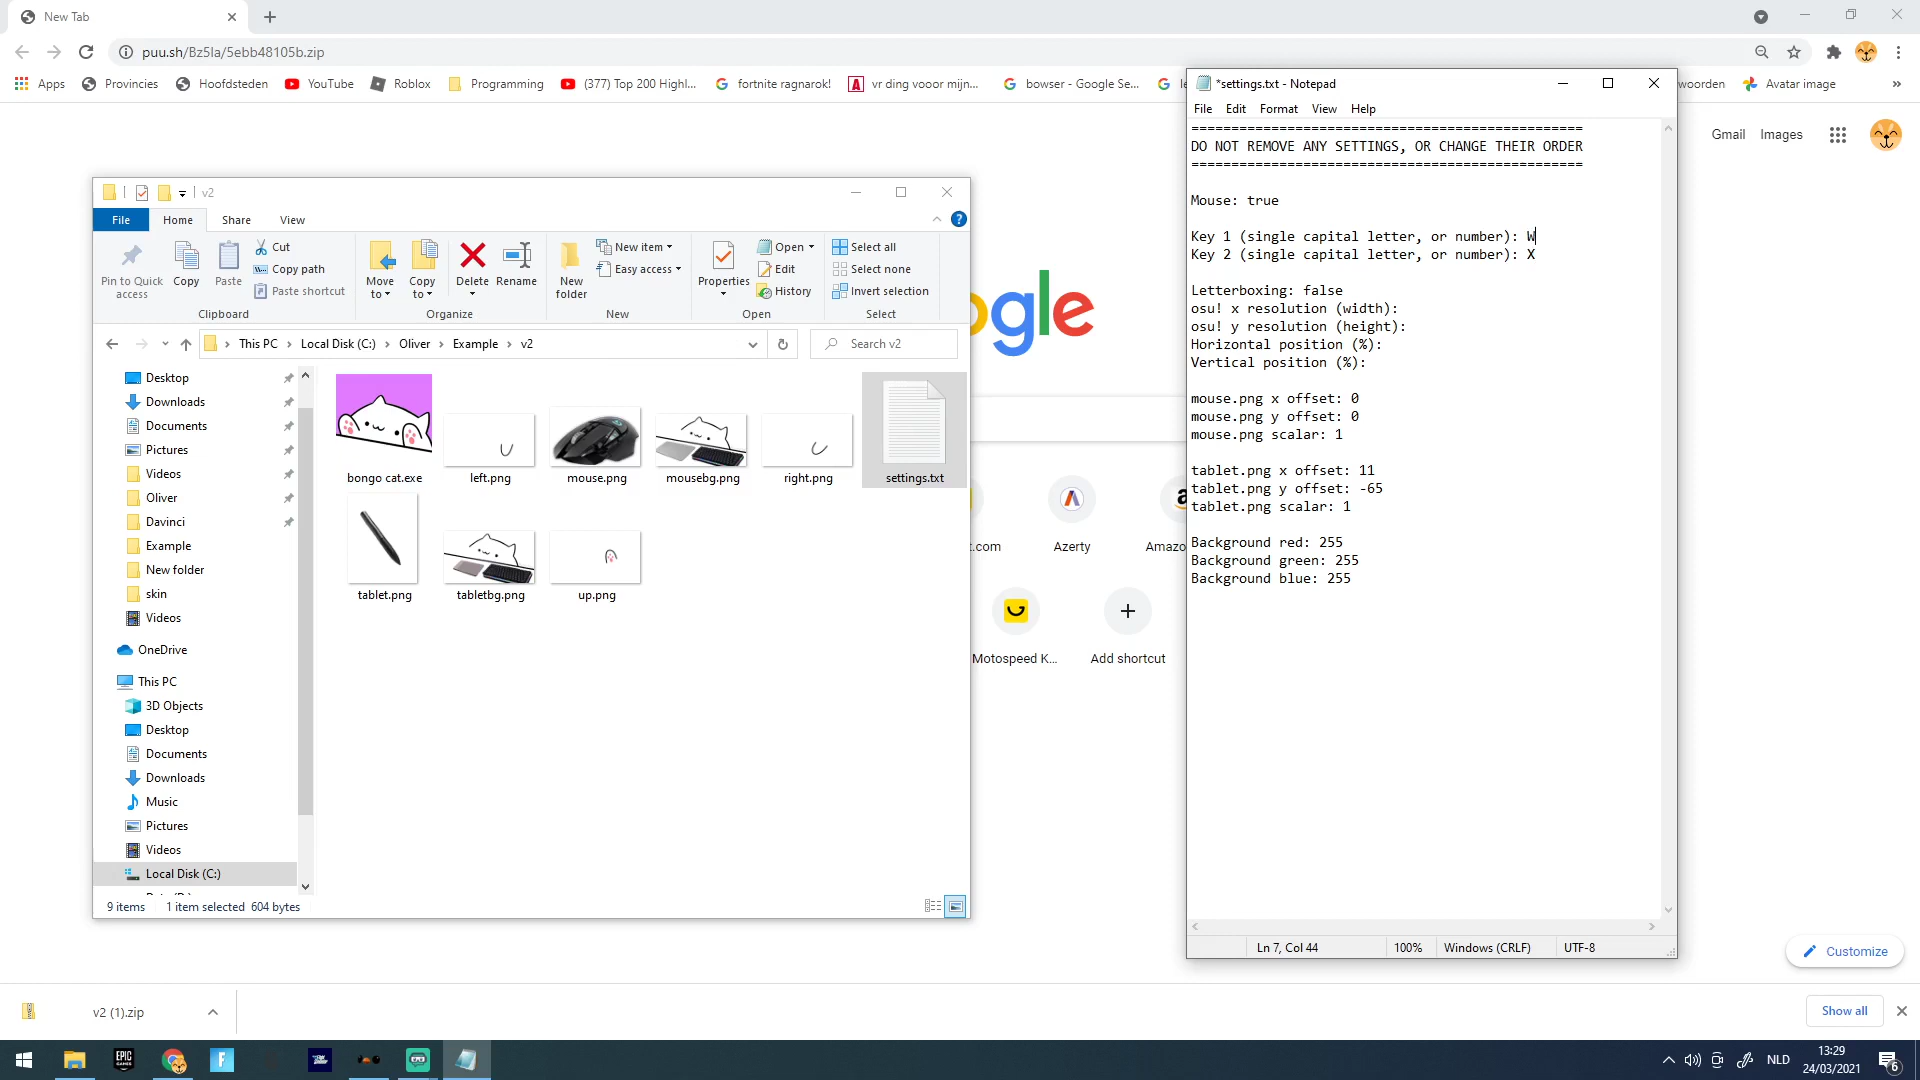 New Tab
puu.sh/Bz5la/5ebb48105b.zip
Apps
Provincies
Hoofdsteden
YouTube
Roblox
Programming
(377) Top 200 Highl...
fortnite ragnarok!
vr ding vooor mijn...
bowser - Google Se...
woorden
Avatar image
»
Gmail
Images
ogle
v2
File
Home
Share
View
Pin to Quick access
Copy
Paste
Cut
Copy path
Paste shortcut
Clipboard
Move to
Copy to
Delete
Rename
Organize
New folder
New item
Easy access
New
Properties
Open
Edit
History
Open
Select all
Select none
Invert selection
Select
This PC > Local Disk (C:) > Oliver > Example > v2
Search v2
Desktop
Downloads
Documents
Pictures
Videos
Oliver
Davinci
Example
New folder
skin
Videos
OneDrive
This PC
3D Objects
Desktop
Documents
Downloads
Music
Pictures
Videos
Local Disk (C:)
bongo cat.exe
left.png
mouse.png
mousebg.png
right.png
settings.txt
tablet.png
tabletbg.png
up.png
9 items
1 item selected 604 bytes
t.com
Azerty
Amazo
Motospeed K...
Add shortcut
*settings.txt - Notepad
File Edit Format View Help
=================================================
DO NOT REMOVE ANY SETTINGS, OR CHANGE THEIR ORDER
=================================================
Mouse: true
Key 1 (single capital letter, or number): W
Key 2 (single capital letter, or number): X
Letterboxing: false
osu! x resolution (width):
osu! y resolution (height):
Horizontal position (%):
Vertical position (%):
mouse.png x offset: 0
mouse.png y offset: 0
mouse.png scalar: 1
tablet.png x offset: 11
tablet.png y offset: -65
tablet.png scalar: 1
Background red: 255
Background green: 255
Background blue: 255
Ln 7, Col 44
100%
Windows (CRLF)
UTF-8
Customize
v2 (1).zip
Show all
EPIC GAMES
NLD
13:29
24/03/2021
6